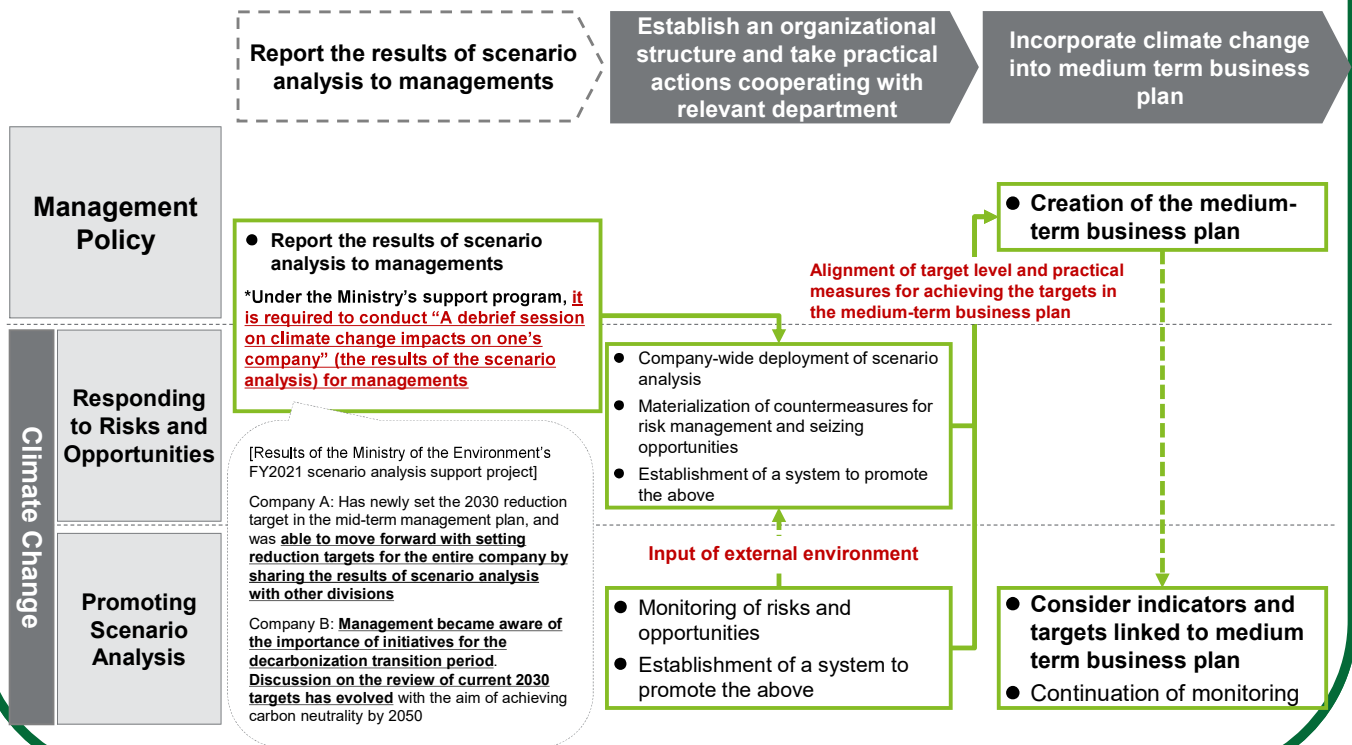 Report the results of scenario
analysis to managements
Establish an organizational
structure and take practical
actions cooperating with
relevant department
Incorporate climate change
into medium term business
plan
Management
Policy
● Report the results of scenario
analysis to managements
*Under the Ministry's support program, it
is required to conduct “A debrief session
on climate change impacts on one's
company” (the results of the scenario
analysis) for managements
● Creation of the medium-
term business plan
Alignment of target level and practical
measures for achieving the targets in
the medium-term business plan
Climate Change
Responding
to Risks and
Opportunities
● Company-wide deployment of scenario
analysis
● Materialization of countermeasures for
risk management and seizing
opportunities
● Establishment of a system to promote
the above
[Results of the Ministry of the Environment's
FY2021 scenario analysis support project]
Company A: Has newly set the 2030 reduction
target in the mid-term management plan, and
was able to move forward with setting
reduction targets for the entire company by
sharing the results of scenario analysis
with other divisions
Company B: Management became aware of
the importance of initiatives for the
decarbonization transition period.
Discussion on the review of current 2030
targets has evolved with the aim of achieving
carbon neutrality by 2050
Input of external environment
Promoting
Scenario
Analysis
● Monitoring of risks and
opportunities
● Establishment of a system to
promote the above
● Consider indicators and
targets linked to medium
term business plan
● Continuation of monitoring